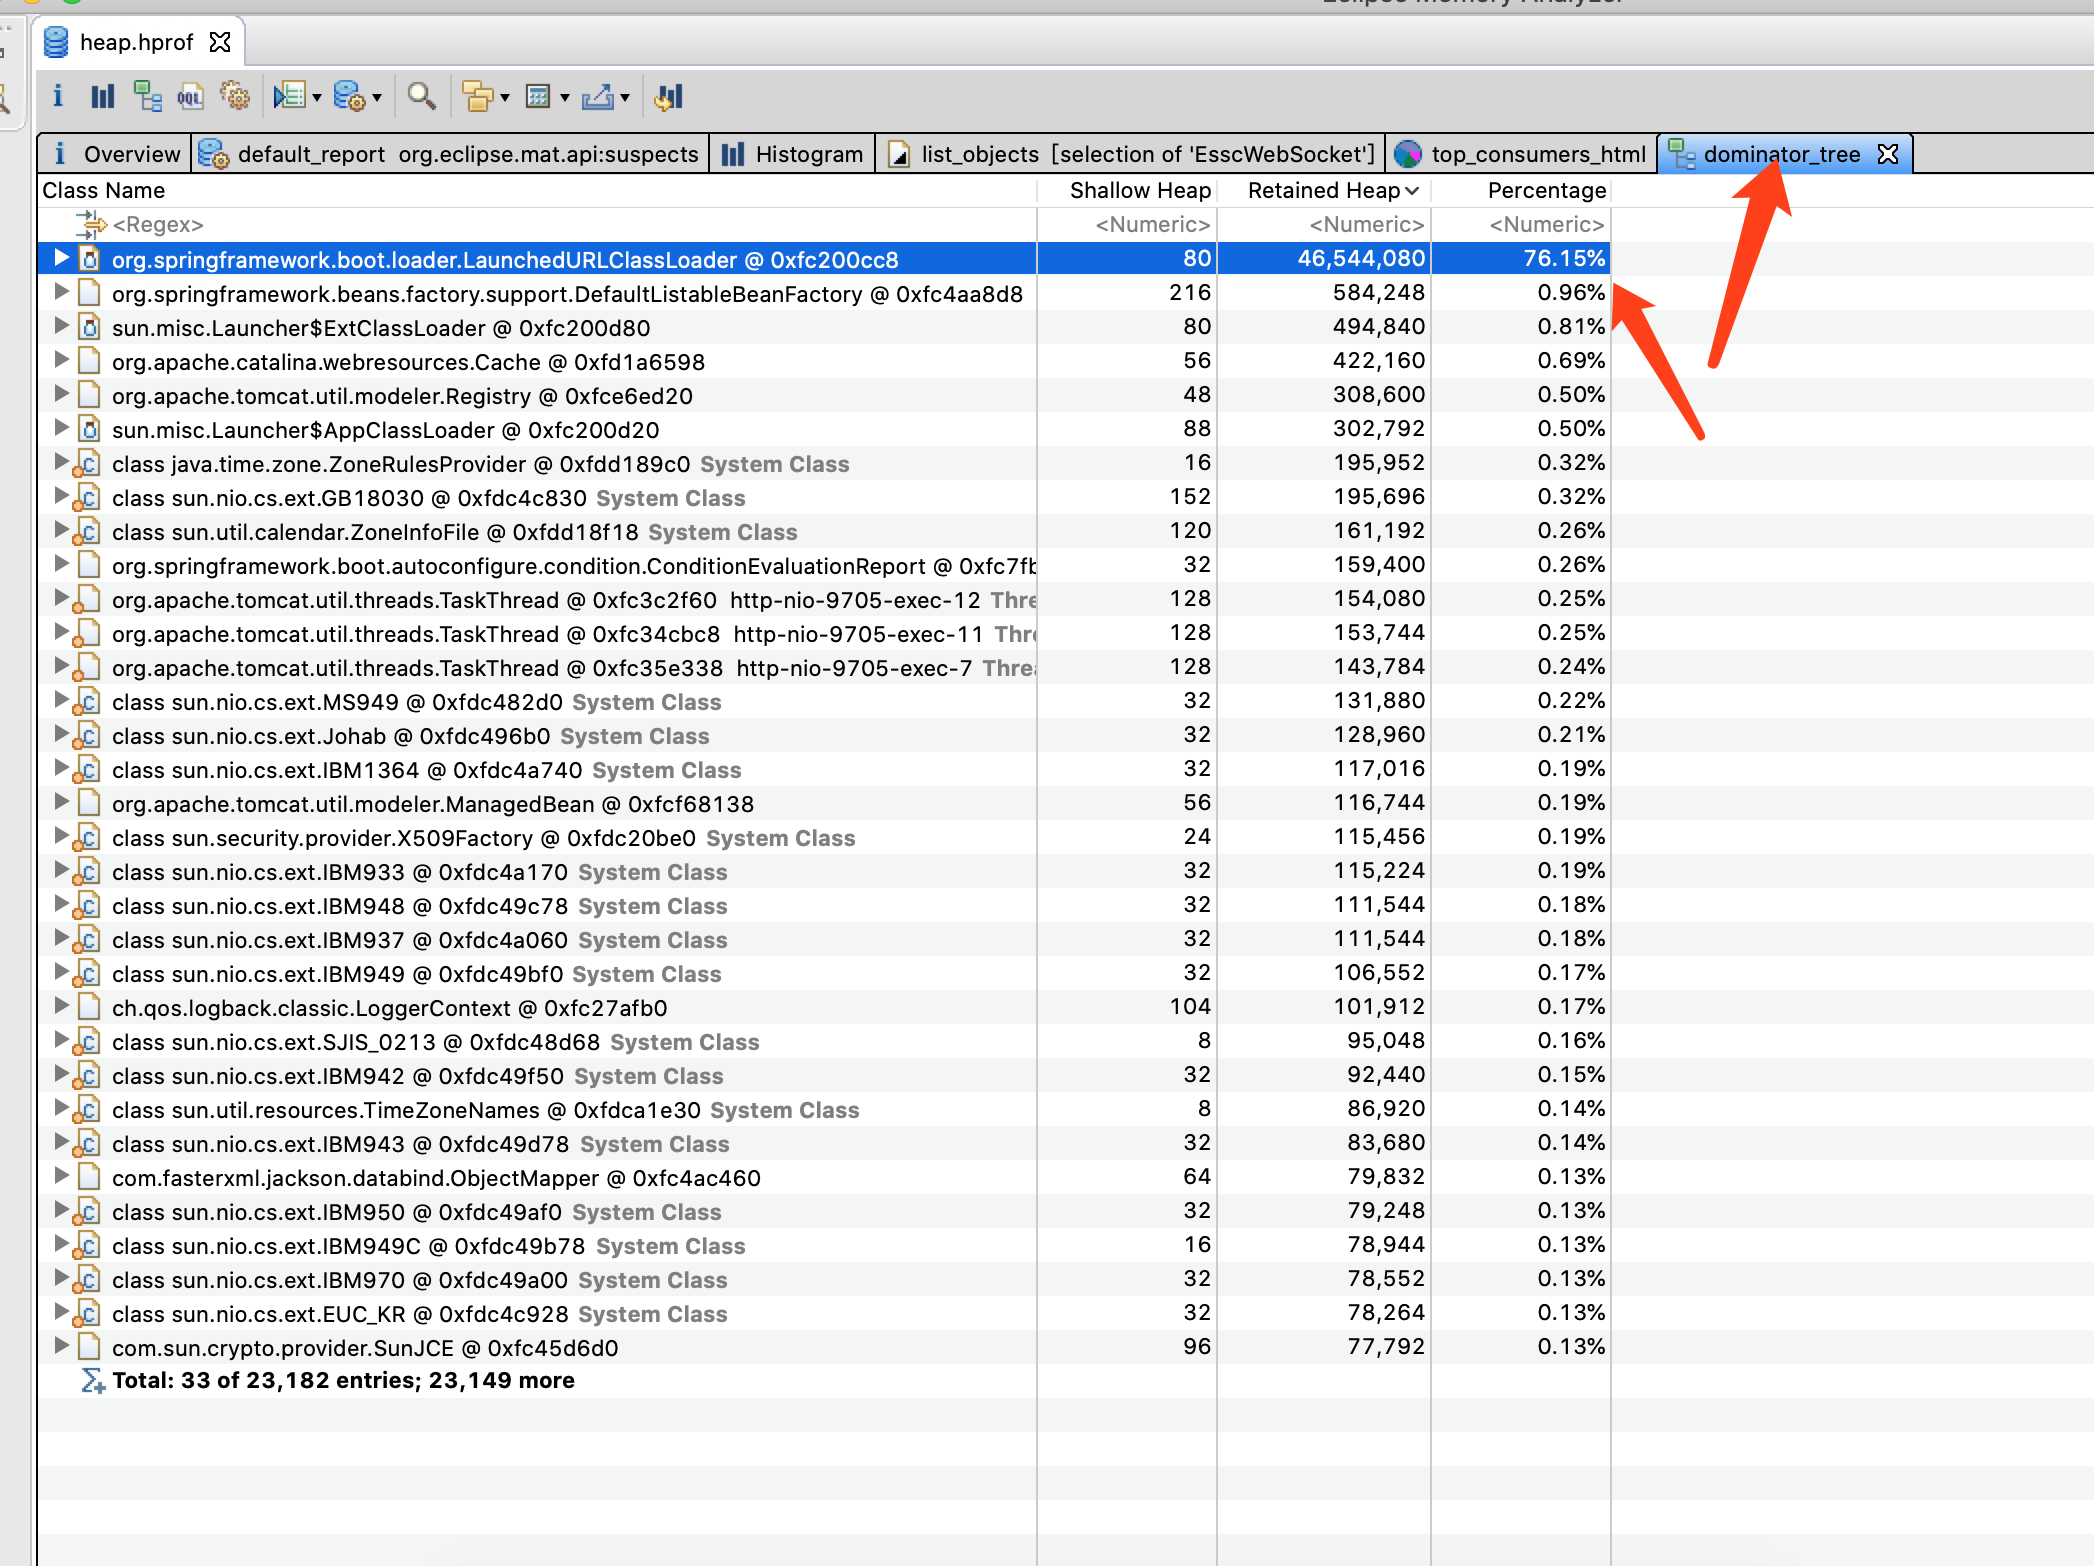 Eclipse Memory Analyzer
heap.hprof
OQL
Overview default_report org.eclipse.mat.api:suspects Histogram list_objects [selection of 'EsscWebSocket'] top_consumers_html dominator_tree
Class Name Shallow Heap Retained Heap Percentage
<Regex> <Numeric> <Numeric> <Numeric>
org.springframework.boot.loader.LaunchedURLClassLoader @ 0xfc200cc8 80 46,544,080 76.15%
org.springframework.beans.factory.support.DefaultListableBeanFactory @ 0xfc4aa8d8 216 584,248 0.96%
sun.misc.Launcher$ExtClassLoader @ 0xfc200d80 80 494,840 0.81%
org.apache.catalina.webresources.Cache @ 0xfd1a6598 56 422,160 0.69%
org.apache.tomcat.util.modeler.Registry @ 0xfce6ed20 48 308,600 0.50%
sun.misc.Launcher$AppClassLoader @ 0xfc200d20 88 302,792 0.50%
class java.time.zone.ZoneRulesProvider @ 0xfdd189c0 System Class 16 195,952 0.32%
class sun.nio.cs.ext.GB18030 @ 0xfdc4c830 System Class 152 195,696 0.32%
class sun.util.calendar.ZoneInfoFile @ 0xfdd18f18 System Class 120 161,192 0.26%
org.springframework.boot.autoconfigure.condition.ConditionEvaluationReport @ 0xfc7fb 32 159,400 0.26%
org.apache.tomcat.util.threads.TaskThread @ 0xfc3c2f60 http-nio-9705-exec-12 Thre 128 154,080 0.25%
org.apache.tomcat.util.threads.TaskThread @ 0xfc34cbc8 http-nio-9705-exec-11 Thr 128 153,744 0.25%
org.apache.tomcat.util.threads.TaskThread @ 0xfc35e338 http-nio-9705-exec-7 Threa 128 143,784 0.24%
class sun.nio.cs.ext.MS949 @ 0xfdc482d0 System Class 32 131,880 0.22%
class sun.nio.cs.ext.Johab @ 0xfdc496b0 System Class 32 128,960 0.21%
class sun.nio.cs.ext.IBM1364 @ 0xfdc4a740 System Class 32 117,016 0.19%
org.apache.tomcat.util.modeler.ManagedBean @ 0xfcf68138 56 116,744 0.19%
class sun.security.provider.X509Factory @ 0xfdc20be0 System Class 24 115,456 0.19%
class sun.nio.cs.ext.IBM933 @ 0xfdc4a170 System Class 32 115,224 0.19%
class sun.nio.cs.ext.IBM948 @ 0xfdc49c78 System Class 32 111,544 0.18%
class sun.nio.cs.ext.IBM937 @ 0xfdc4a060 System Class 32 111,544 0.18%
class sun.nio.cs.ext.IBM949 @ 0xfdc49bf0 System Class 32 106,552 0.17%
ch.qos.logback.classic.LoggerContext @ 0xfc27afb0 104 101,912 0.17%
class sun.nio.cs.ext.SJIS_0213 @ 0xfdc48d68 System Class 8 95,048 0.16%
class sun.nio.cs.ext.IBM942 @ 0xfdc49f50 System Class 32 92,440 0.15%
class sun.util.resources.TimeZoneNames @ 0xfdca1e30 System Class 8 86,920 0.14%
class sun.nio.cs.ext.IBM943 @ 0xfdc49d78 System Class 32 83,680 0.14%
com.fasterxml.jackson.databind.ObjectMapper @ 0xfc4ac460 64 79,832 0.13%
class sun.nio.cs.ext.IBM950 @ 0xfdc49af0 System Class 32 79,248 0.13%
class sun.nio.cs.ext.IBM949C @ 0xfdc49b78 System Class 16 78,944 0.13%
class sun.nio.cs.ext.IBM970 @ 0xfdc49a00 System Class 32 78,552 0.13%
class sun.nio.cs.ext.EUC_KR @ 0xfdc4c928 System Class 32 78,264 0.13%
com.sun.crypto.provider.SunJCE @ 0xfc45d6d0 96 77,792 0.13%
Total: 33 of 23,182 entries; 23,149 more